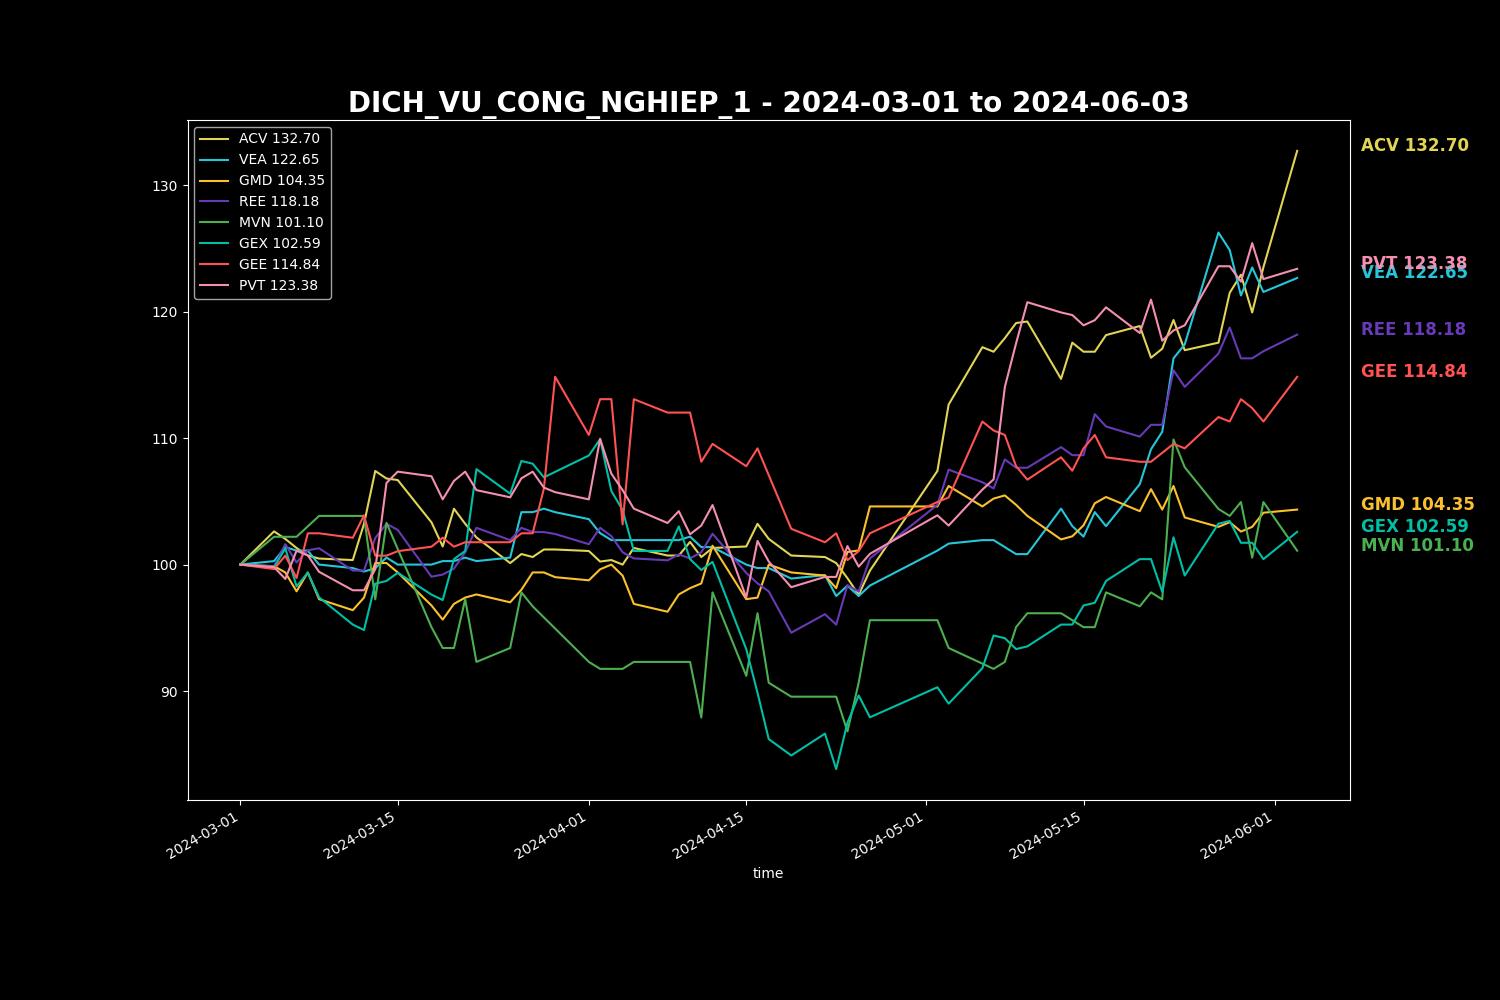 DICH_VU_CONG_NGHIEP_1 - 2024-03-01 to 2024-06-03
ACV 132.70
VEA 122.65
GMD 104.35
REE 118.18
MVN 101.10
GEX 102.59
GEE 114.84
PVT 123.38
130
120
110
100
90
ACV 132.70
PVT 123.38
VEA 122.65
REE 118.18
GEE 114.84
GMD 104.35
GEX 102.59
MVN 101.10
2024-03-01
2024-03-15
2024-04-01
2024-04-15
2024-05-01
2024-05-15
2024-06-01
time